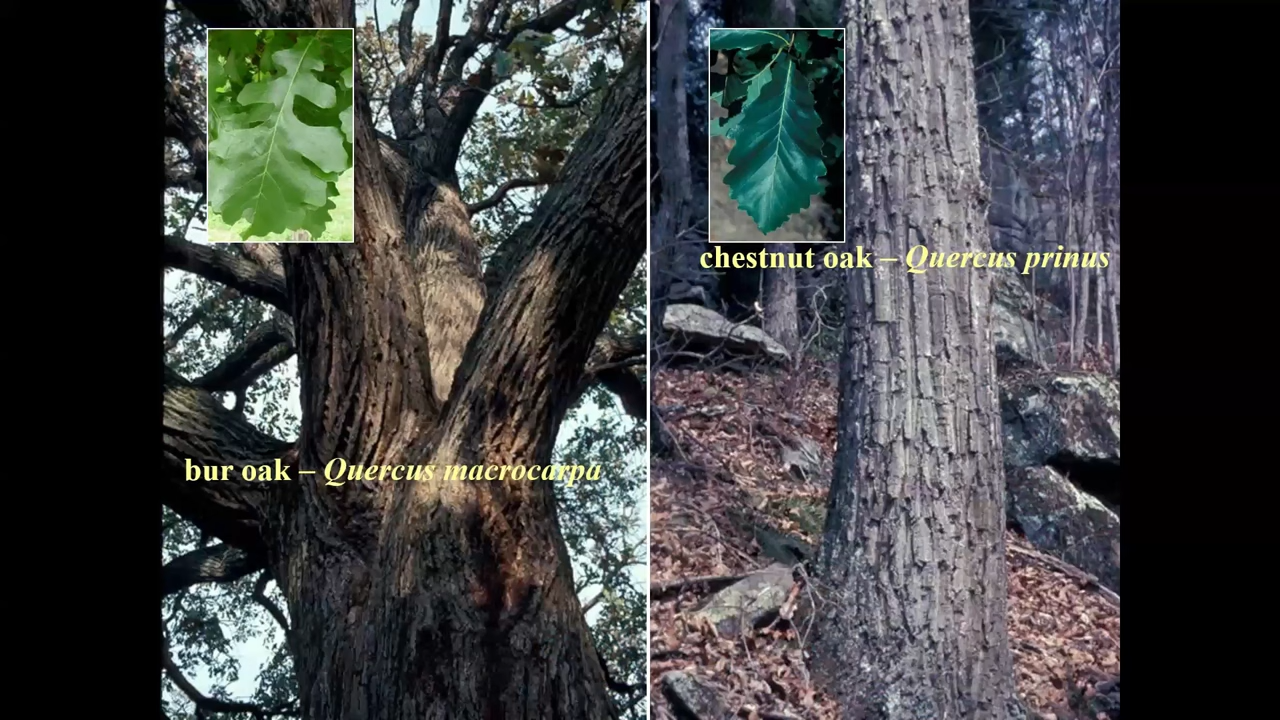 bur oak – Quercus macrocarpa
chestnut oak – Quercus prinus